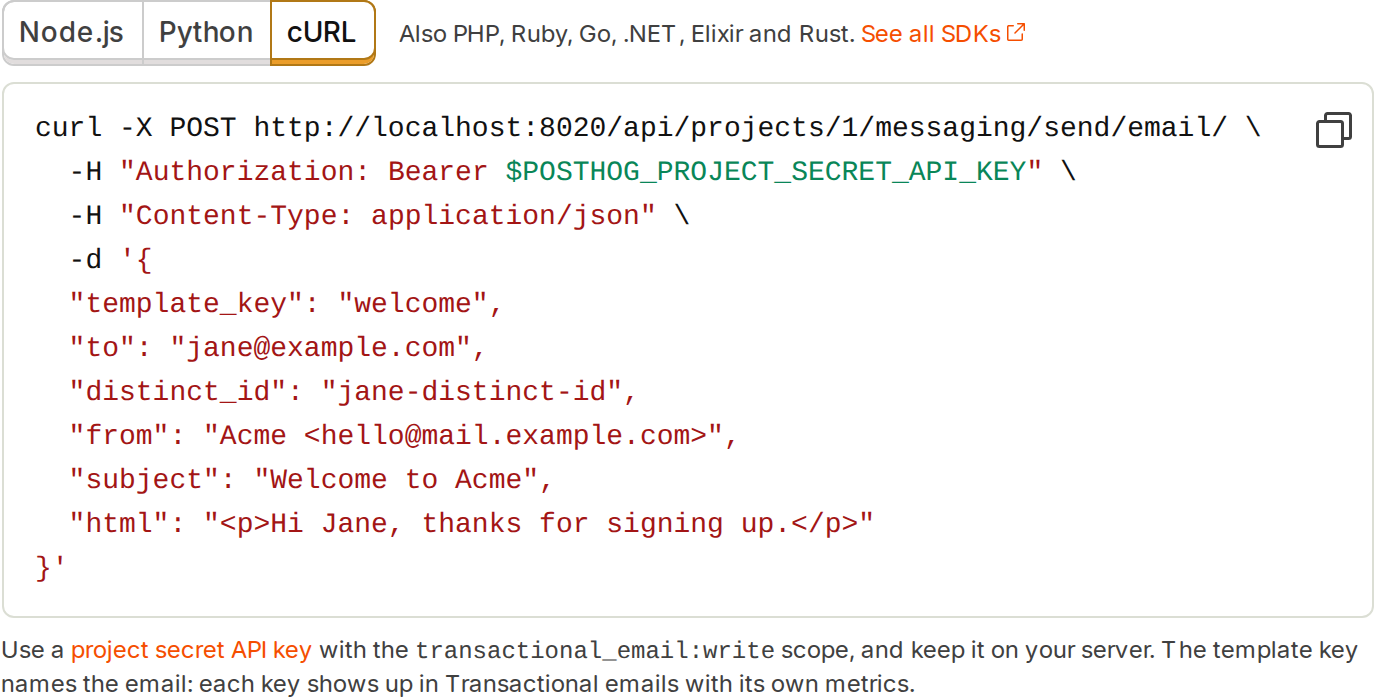 Node.js Python cURL Also PHP, Ruby, Go, .NET, Elixir and Rust. See all SDKs
curl -X POST http://localhost:8020/api/projects/1/messaging/send/email/ \
  -H "Authorization: Bearer $POSTHOG_PROJECT_SECRET_API_KEY" \
  -H "Content-Type: application/json" \
  -d '{
  "template_key": "welcome",
  "to": "jane@example.com",
  "distinct_id": "jane-distinct-id",
  "from": "Acme <hello@mail.example.com>",
  "subject": "Welcome to Acme",
  "html": "<p>Hi Jane, thanks for signing up.</p>"
}'
Use a project secret API key with the transactional_email:write scope, and keep it on your server. The template key
names the email: each key shows up in Transactional emails with its own metrics.